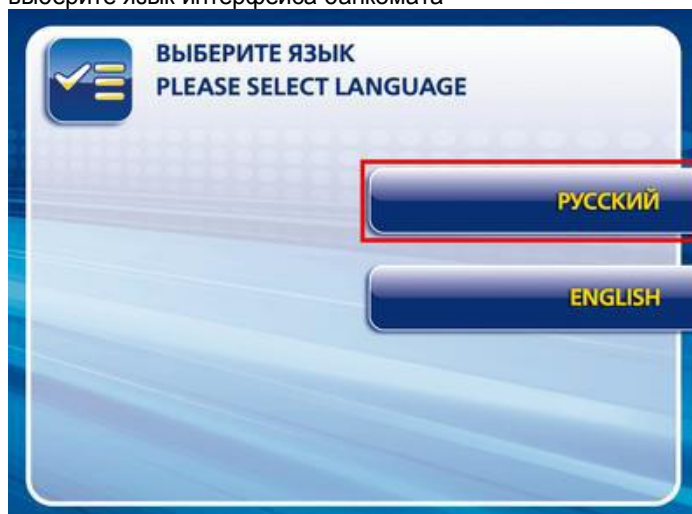 выберите язык интерфейса банкомата
ВЫБЕРИТЕ ЯЗЫК
PLEASE SELECT LANGUAGE
РУССКИЙ
ENGLISH